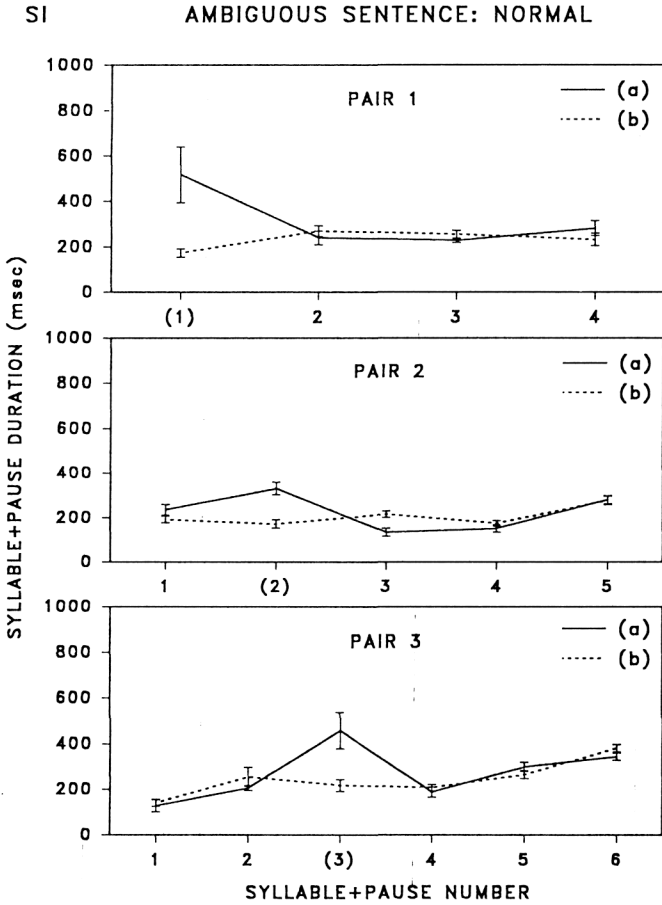 SI AMBIGUOUS SENTENCE: NORMAL
SYLLABLE+PAUSE DURATION (msec)
PAIR 1
(a)
(b)
1000
800
600
400
200
0
(1) 2 3 4
PAIR 2
(a)
(b)
1000
800
600
400
200
0
1 (2) 3 4 5
PAIR 3
(a)
(b)
1000
800
600
400
200
0
1 2 (3) 4 5 6
SYLLABLE+PAUSE NUMBER